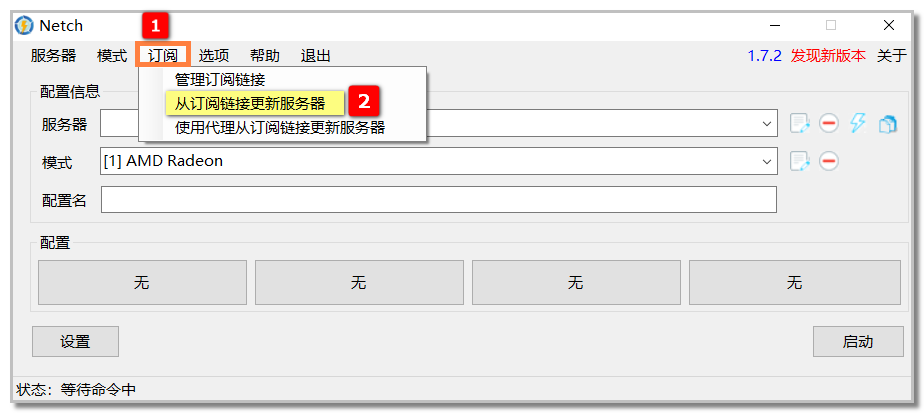 Netch
1
服务器 模式 订阅 选项 帮助 退出 1.7.2 发现新版本 关于
管理订阅链接
从订阅链接更新服务器 2
使用代理从订阅链接更新服务器
配置信息
服务器
模式 [1] AMD Radeon
配置名
配置
无 无 无 无
设置 启动
状态：等待命令中